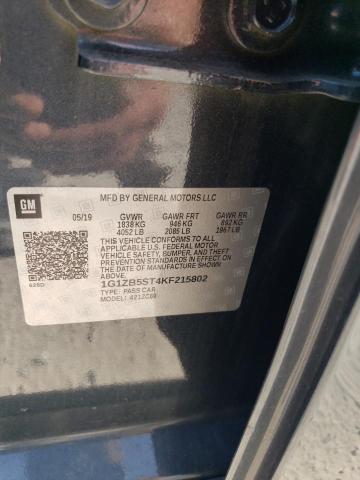 MFD BY GENERAL MOTORS LLC
GM
05/19 GVWR GAWR FRT GAWR RR
1838 KG 946 KG 892 KG
4052 LB 2085 LB 1967 LB
THIS VEHICLE CONFORMS TO ALL
APPLICABLE U.S. FEDERAL MOTOR
VEHICLE SAFETY, BUMPER, AND THEFT
PREVENTION STANDARDS IN EFFECT ON
THE DATE OF MANUFACTURE SHOWN
ABOVE.
1G1ZB5ST4KF215802
TYPE: PASS CAR
MODEL: 421ZC69